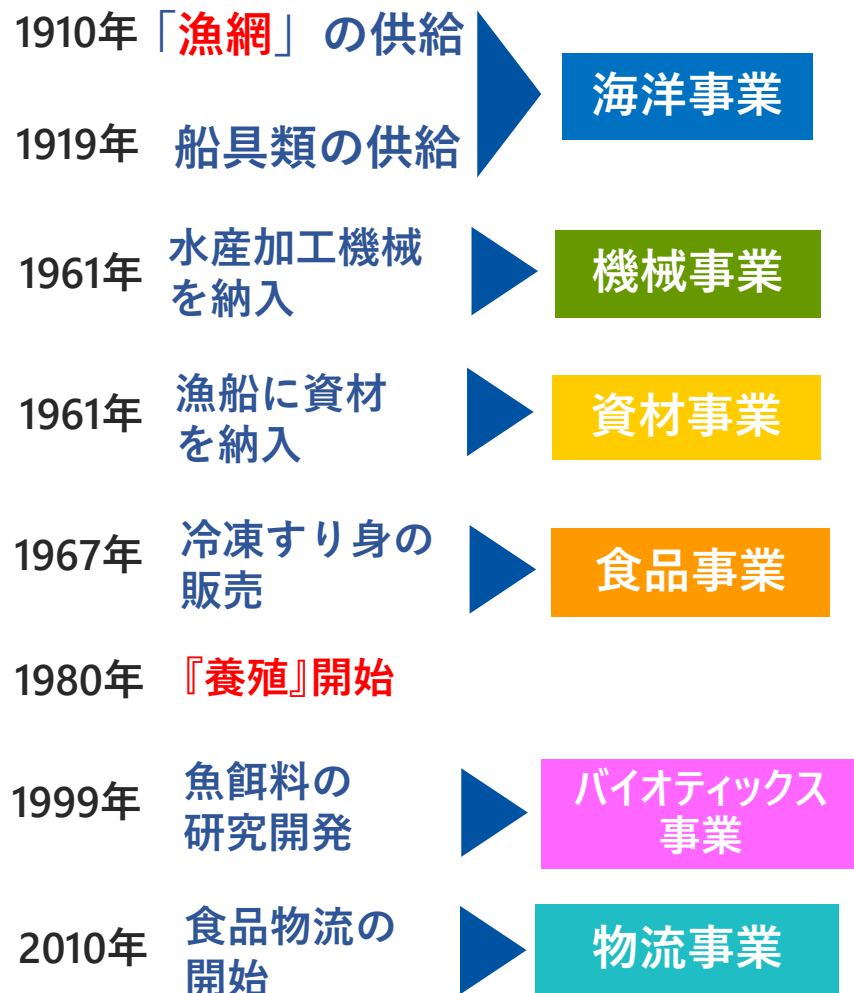 1910年「漁網」の供給
1919年 船具類の供給
海洋事業
1961年 水産加工機械
を納入
機械事業
1961年 漁船に資材
を納入
資材事業
1967年 冷凍すり身の
販売
食品事業
1980年 『養殖』開始
1999年 魚餌料の
研究開発
バイオティックス
事業
2010年 食品物流の
開始
物流事業